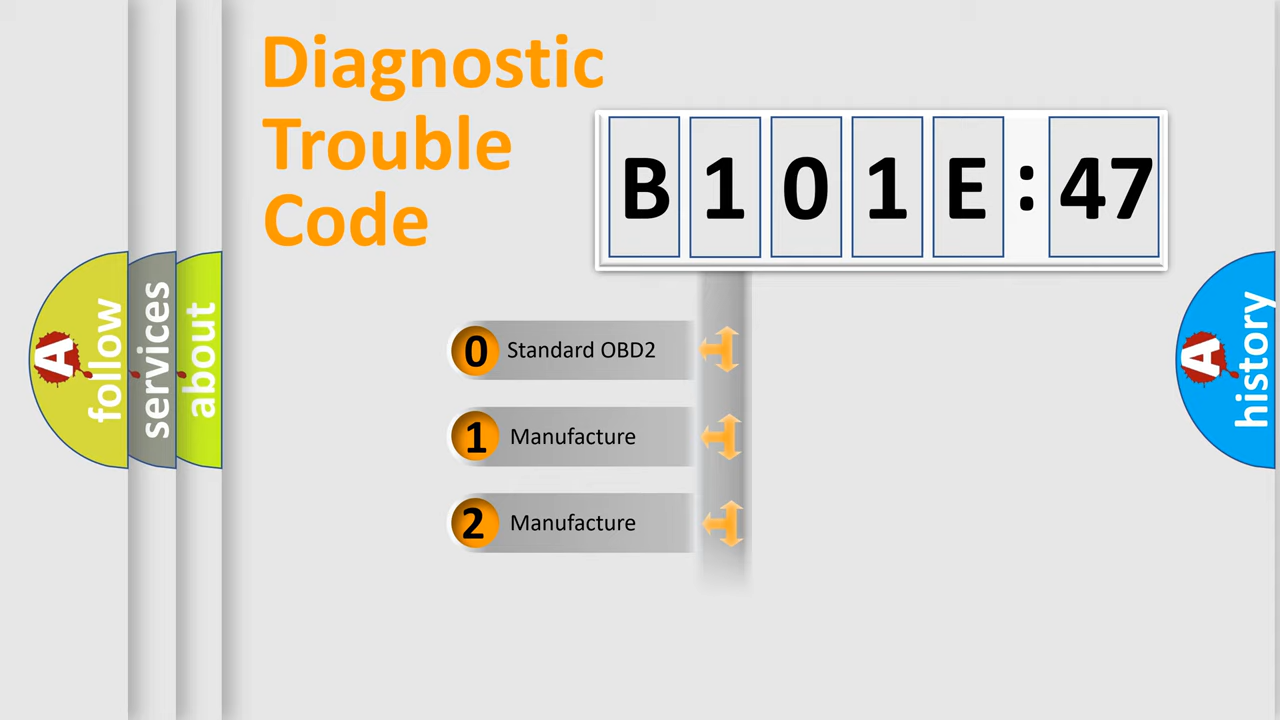 Diagnostic
Trouble
Code
B 1 0 1 E : 47
0 Standard OBD2
1 Manufacture
2 Manufacture
A follow
services
about
A history